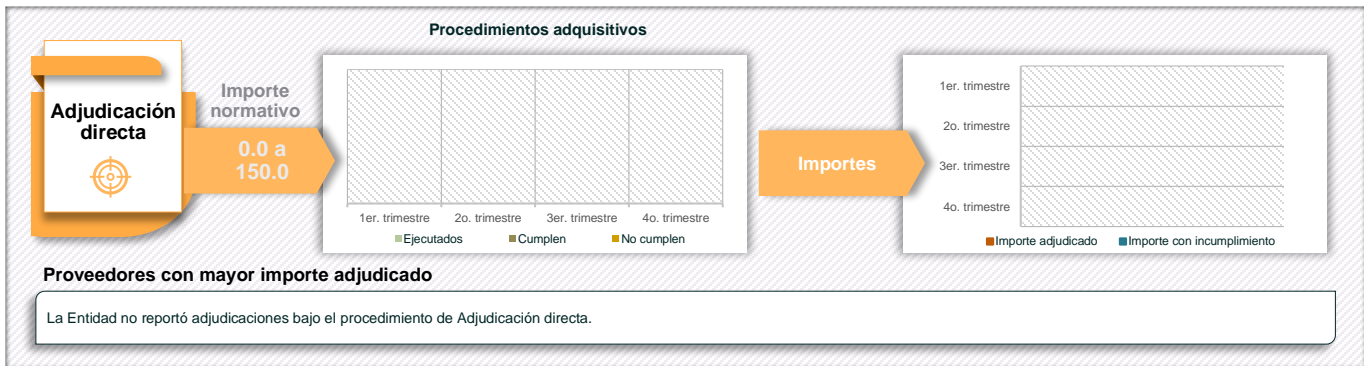 Procedimientos adquisitivos
Adjudicación
directa
Importe
normativo
0.0 a
150.0
1er. trimestre
2o. trimestre
3er. trimestre
4o. trimestre
Ejecutados
Cumplen
No cumplen
Importes
1er. trimestre
2o. trimestre
3er. trimestre
4o. trimestre
Importe adjudicado
Importe con incumplimiento
Proveedores con mayor importe adjudicado
La Entidad no reportó adjudicaciones bajo el procedimiento de Adjudicación directa.